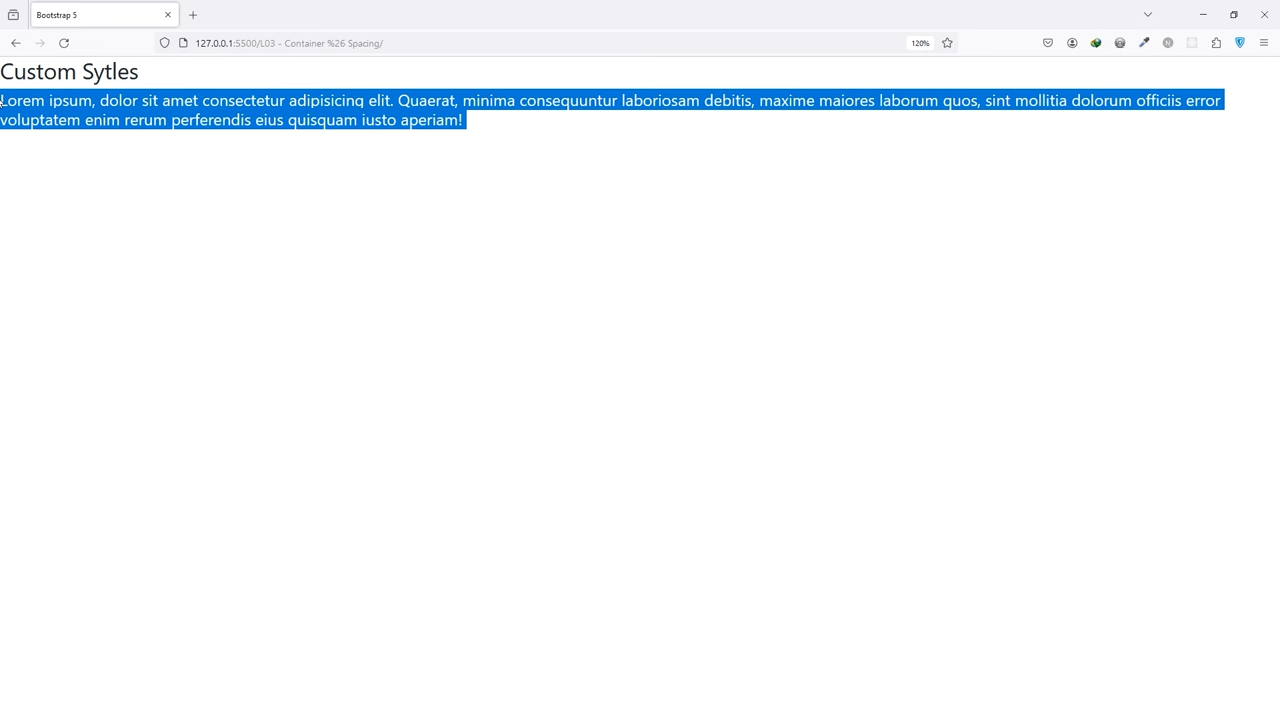 Bootstrap 5
127.0.0.1:5500/L03 - Container %26 Spacing/
120%
Custom Sytles
Lorem ipsum, dolor sit amet consectetur adipisicing elit. Quaerat, minima consequuntur laboriosam debitis, maxime maiores laborum quos, sint mollitia dolorum officiis error
voluptatem enim rerum perferendis eius quisquam iusto aperiam!